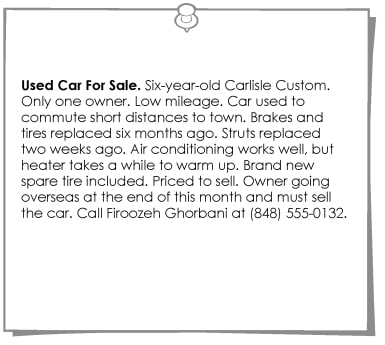 Used Car For Sale. Six-year-old Carlisle Custom.
Only one owner. Low mileage. Car used to
commute short distances to town. Brakes and
tires replaced six months ago. Struts replaced
two weeks ago. Air conditioning works well, but
heater takes a while to warm up. Brand new
spare tire included. Priced to sell. Owner going
overseas at the end of this month and must sell
the car. Call Firoozeh Ghorbani at (848) 555-0132.